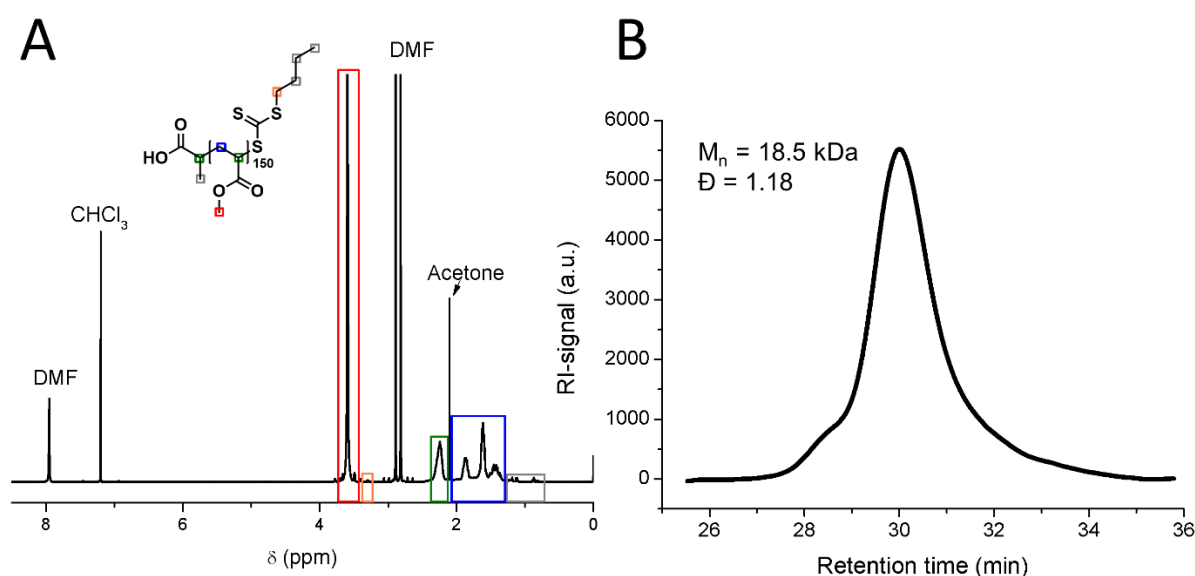 A
B
DMF
S
S
S
O
HO
150
O
O
CHCl₃
Acetone
DMF
8
6
4
2
0
δ (ppm)
Mₙ = 18.5 kDa
Đ = 1.18
RI-signal (a.u.)
6000
5000
4000
3000
2000
1000
0
26
28
30
32
34
36
Retention time (min)